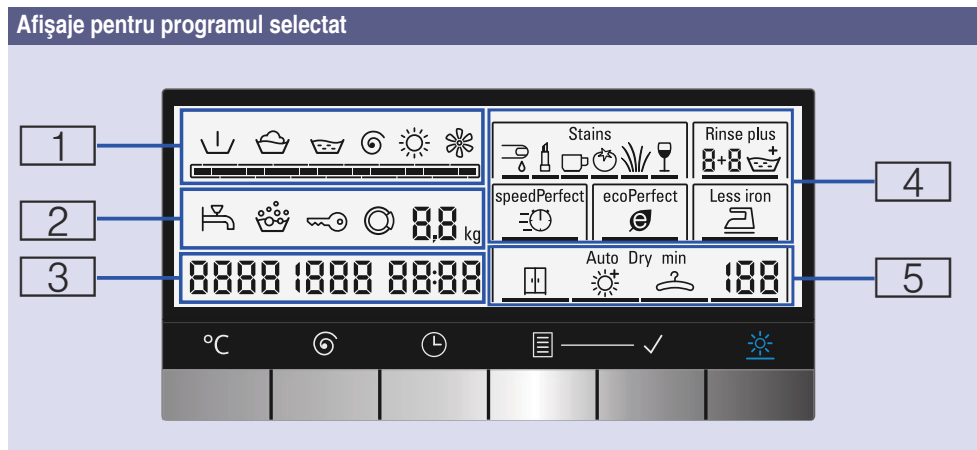 Afișaje pentru programul selectat
1
2
3
4
5
Stains
Rinse plus
8+8
speedPerfect
ecoPerfect
e
Less iron
8,8 kg
8888 1888 88:88
Auto Dry min
188
°C